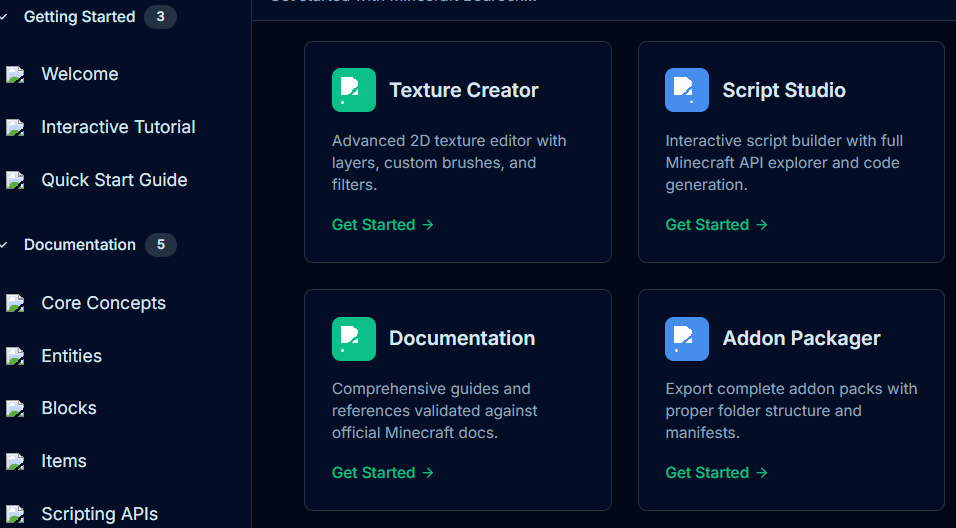 Getting Started 3
Welcome
Interactive Tutorial
Quick Start Guide
Documentation 5
Core Concepts
Entities
Blocks
Items
Scripting APIs
Texture Creator
Advanced 2D texture editor with
layers, custom brushes, and
filters.
Get Started →
Script Studio
Interactive script builder with full
Minecraft API explorer and code
generation.
Get Started →
Documentation
Comprehensive guides and
references validated against
official Minecraft docs.
Get Started →
Addon Packager
Export complete addon packs with
proper folder structure and
manifests.
Get Started →